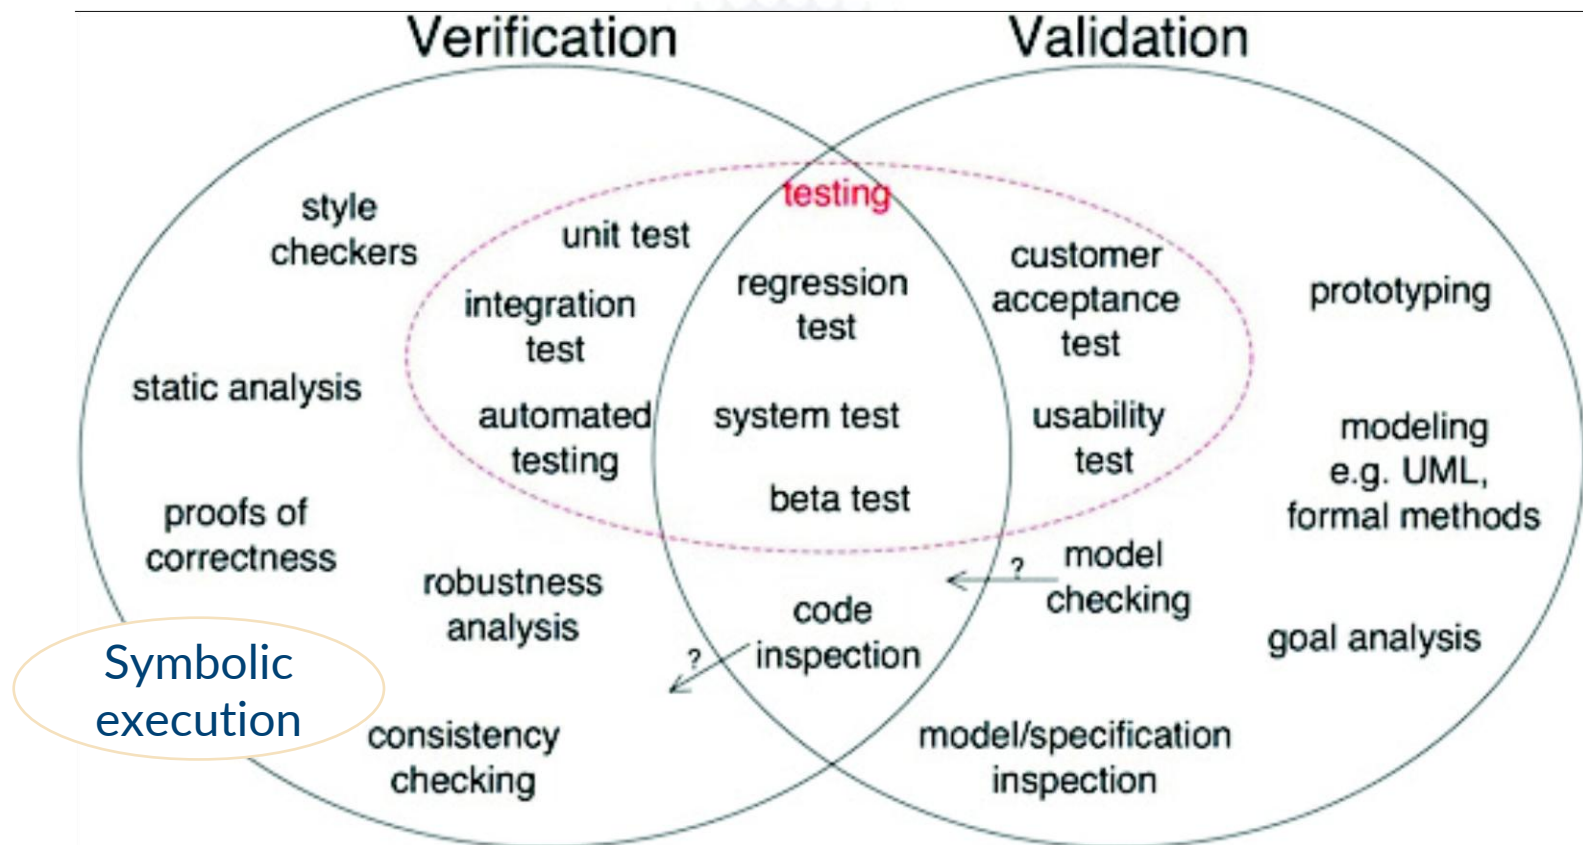 Verification
Validation
testing
style
checkers
unit test
integration
test
regression
test
customer
acceptance
test
prototyping
static analysis
automated
testing
system test
usability
test
modeling
e.g. UML,
formal methods
beta test
proofs of
correctness
robustness
analysis
code
inspection
?
?
model
checking
goal analysis
Symbolic
execution
consistency
checking
model/specification
inspection